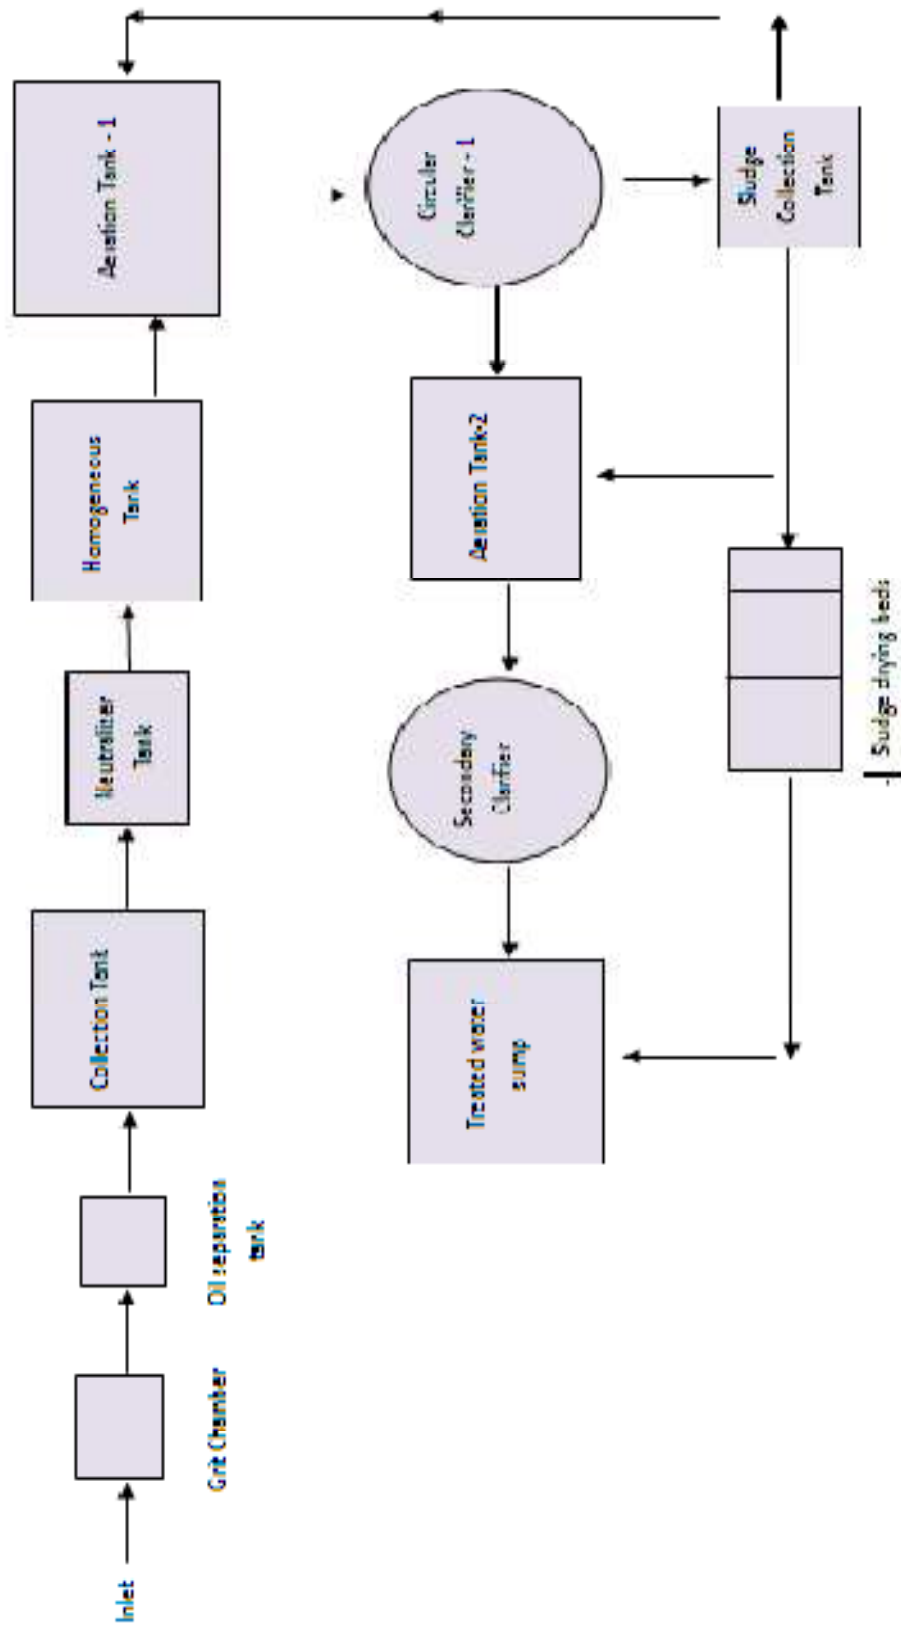 Inlet
Grit Chamber
Oil separation
tank
Collection Tank
Neutralizer
Tank
Homogeneous
Tank
Aeration Tank - 1
Circular
Clarifier - 1
Sludge
Collection
Tank
Aeration Tank-2
Secondary
Clarifier
Treated water
sump
Sudge drying beds